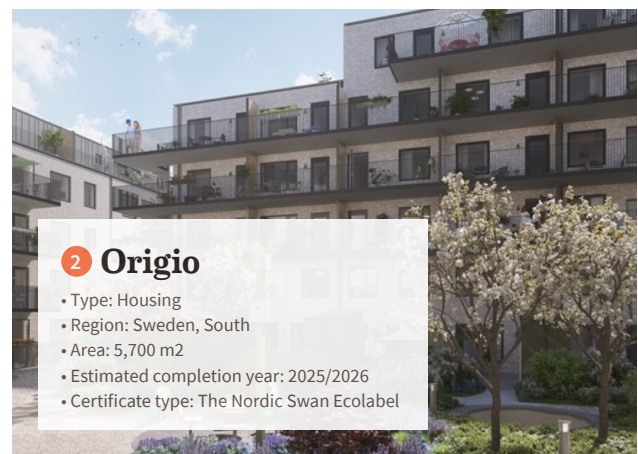 2 Origio
• Type: Housing
• Region: Sweden, South
• Area: 5,700 m2
• Estimated completion year: 2025/2026
• Certificate type: The Nordic Swan Ecolabel